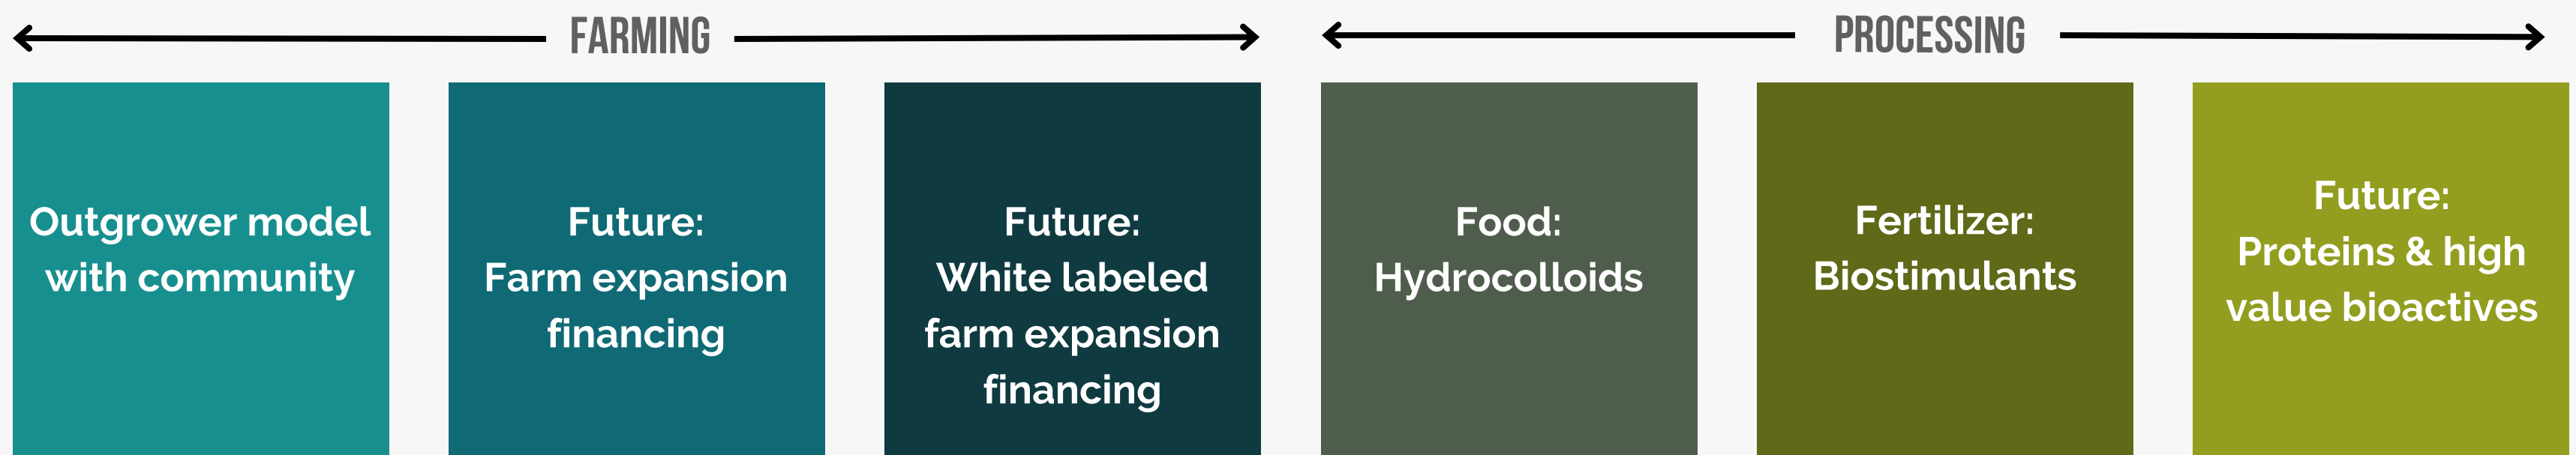 FARMING
PROCESSING
Outgrower model
with community
Future:
Farm expansion
financing
Future:
White labeled
farm expansion
financing
Food:
Hydrocolloids
Fertilizer:
Biostimulants
Future:
Proteins & high
value bioactives